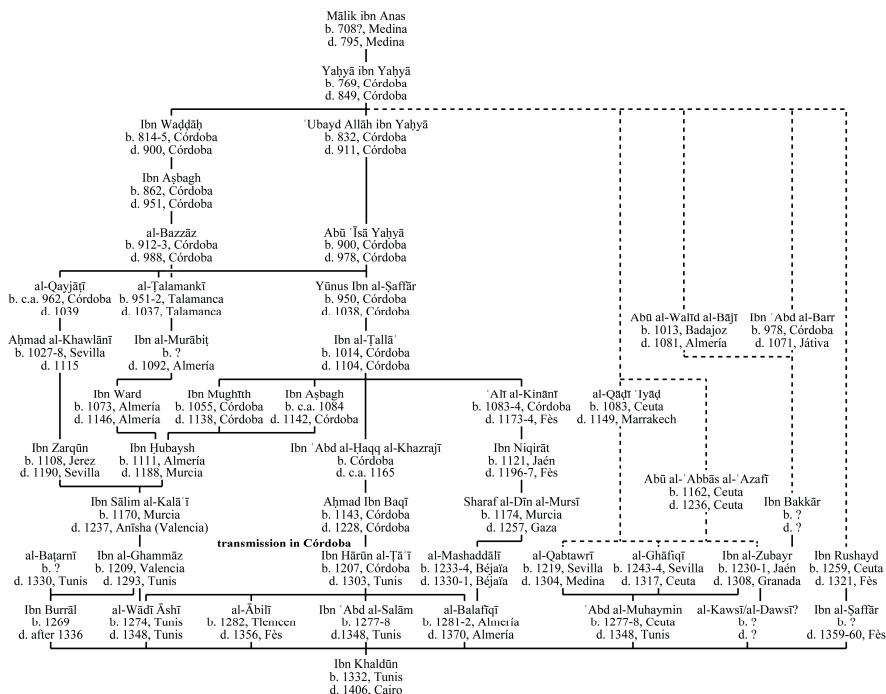 Mālik ibn Anas
b. 708?, Medina
d. 795, Medina
Yaḥyā ibn Yaḥyā
b. 769, Córdoba
d. 849, Córdoba
Ibn Waḍḍāḥ
b. 814-5, Córdoba
d. 900, Córdoba
ʿUbayd Allāh ibn Yaḥyā
b. 832, Córdoba
d. 911, Córdoba
Ibn Aṣbagh
b. 862, Córdoba
d. 951, Córdoba
al-Bazzāz
b. 912-3, Córdoba
d. 988, Córdoba
Abū ʿĪsā Yaḥyā
b. 900, Córdoba
d. 978, Córdoba
al-Qayjāṭī
b. c.a. 962, Córdoba
d. 1039
al-Ṭalamankī
b. 951-2, Talamanca
d. 1037, Talamanca
Yūnus Ibn al-Ṣaffār
b. 950, Córdoba
d. 1038, Córdoba
Abū al-Walīd al-Bājī
b. 1013, Badajoz
d. 1081, Almería
Ibn ʿAbd al-Barr
b. 978, Córdoba
d. 1071, Játiva
Aḥmad al-Khawlānī
b. 1027-8, Sevilla
d. 1115
Ibn al-Murābiṭ
b. ?
d. 1092, Almería
Ibn al-Ṭallāʿ
b. 1014, Córdoba
d. 1104, Córdoba
Ibn Ward
b. 1073, Almería
d. 1146, Almería
Ibn Mughīth
b. 1055, Córdoba
d. 1138, Córdoba
Ibn Aṣbagh
b. c.a. 1084
d. 1142, Córdoba
ʿAlī al-Kinānī
b. 1083-4, Córdoba
d. 1173-4, Fès
al-Qāḍī ʿIyāḍ
b. 1083, Ceuta
d. 1149, Marrakech
Ibn Zarqūn
b. 1108, Jerez
d. 1190, Sevilla
Ibn Ḥubaysh
b. 1111, Almería
d. 1188, Murcia
Ibn ʿAbd al-Ḥaqq al-Khazrajī
b. Córdoba
d. c.a. 1165
Ibn Niqirāt
b. 1121, Jaén
d. 1196-7, Fès
Abū al-ʿAbbās al-ʿAzafī
b. 1162, Ceuta
d. 1236, Ceuta
Ibn Sālim al-Kalāʿī
b. 1170, Murcia
d. 1237, Anīsha (Valencia)
Aḥmad Ibn Baqī
b. 1143, Córdoba
d. 1228, Córdoba
Sharaf al-Dīn al-Mursī
b. 1174, Murcia
d. 1257, Gaza
Ibn Bakkār
b. ?
d. ?
transmission in Córdoba
al-Baṭarnī
b. ?
d. 1330, Tunis
Ibn al-Ghammāz
b. 1209, Valencia
d. 1293, Tunis
Ibn Hārūn al-Ṭāʾī
b. 1207, Córdoba
d. 1303, Tunis
al-Mashaddālī
b. 1233-4, Béjaïa
d. 1330-1, Béjaïa
al-Qabtawrī
b. 1219, Sevilla
d. 1304, Medina
al-Ghāfiqī
b. 1243-4, Sevilla
d. 1317, Ceuta
Ibn al-Zubayr
b. 1230-1, Jaén
d. 1308, Granada
Ibn Rushayd
b. 1259, Ceuta
d. 1321, Fès
Ibn Burrāl
b. 1269
d. after 1336
al-Wādī Āshī
b. 1274, Tunis
d. 1348, Tunis
al-Ābilī
b. 1282, Tlemcen
d. 1356, Fès
Ibn ʿAbd al-Salām
b. 1277-8
d. 1348, Tunis
al-Balafīqī
b. 1281-2, Almería
d. 1370, Almería
ʿAbd al-Muhaymin
b. 1277-8, Ceuta
d. 1348, Tunis
al-Kawsī/al-Dawsī?
b. ?
d. ?
Ibn al-Ṣaffār
b. ?
d. 1359-60, Fès
Ibn Khaldūn
b. 1332, Tunis
d. 1406, Cairo